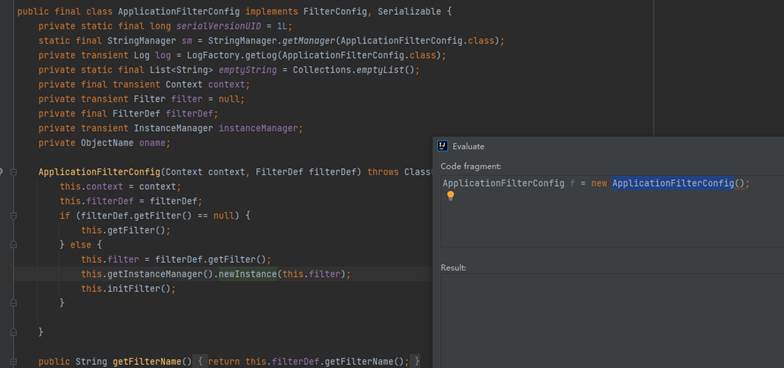 public final class ApplicationFilterConfig implements FilterConfig, Serializable {
private static final long serialVersionUID = 1L;
static final StringManager sm = StringManager.getManager(ApplicationFilterConfig.class);
private transient Log log = LogFactory.getLog(ApplicationFilterConfig.class);
private static final List<String> emptyString = Collections.emptyList();
private final transient Context context;
private transient Filter filter = null;
private final FilterDef filterDef;
private transient InstanceManager instanceManager;
private ObjectName oname;
ApplicationFilterConfig(Context context, FilterDef filterDef) throws Class
this.context = context;
this.filterDef = filterDef;
if (filterDef.getFilter() == null) {
this.getFilter();
} else {
this.filter = filterDef.getFilter();
this.getInstanceManager().newInstance(this.filter);
this.initFilter();
}
}
public String getFilterName() { return this.filterDef.getFilterName(); }
Evaluate
Code fragment:
ApplicationFilterConfig f = new ApplicationFilterConfig();
Result: